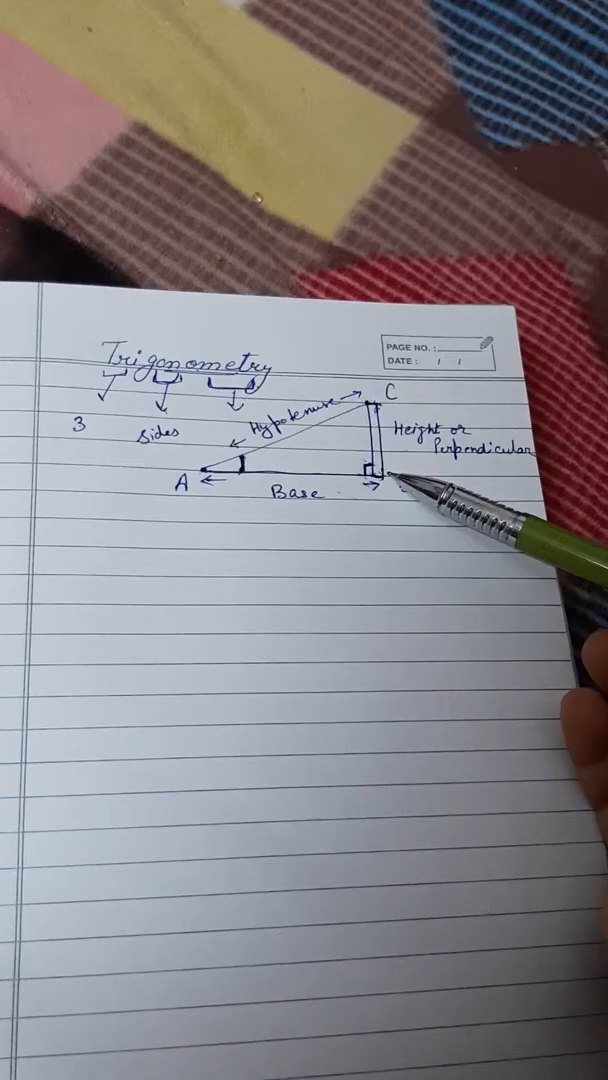 Trigonometry
PAGE NO. :
DATE : / /
3
sides
Hypotenuse
C
Height or
Perpendicular
A
Base